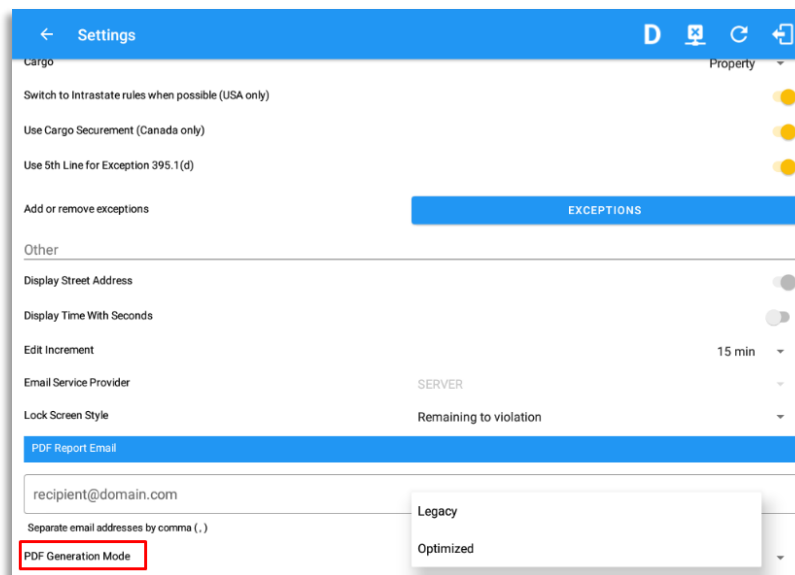 Settings
D
Cargo Property
Switch to Intrastate rules when possible (USA only)
Use Cargo Securement (Canada only)
Use 5th Line for Exception 395.1(d)
Add or remove exceptions EXCEPTIONS
Other
Display Street Address
Display Time With Seconds
Edit Increment 15 min
Email Service Provider SERVER
Lock Screen Style Remaining to violation
PDF Report Email
recipient@domain.com
Separate email addresses by comma (,)
Legacy
PDF Generation Mode
Optimized